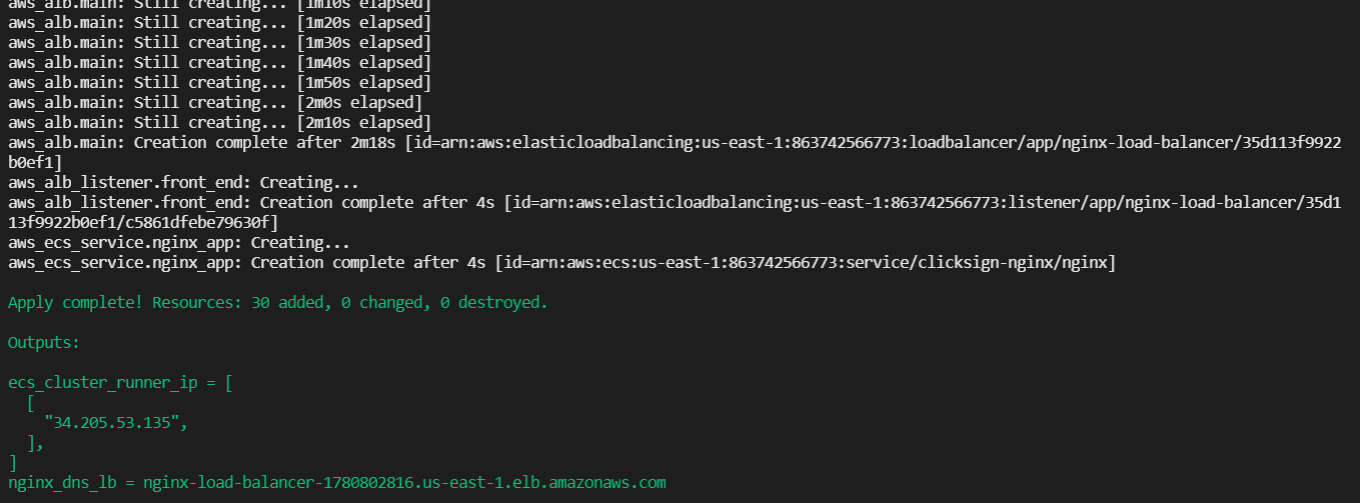 aws_alb.main: Still creating... [1m10s elapsed]
aws_alb.main: Still creating... [1m20s elapsed]
aws_alb.main: Still creating... [1m30s elapsed]
aws_alb.main: Still creating... [1m40s elapsed]
aws_alb.main: Still creating... [1m50s elapsed]
aws_alb.main: Still creating... [2m0s elapsed]
aws_alb.main: Still creating... [2m10s elapsed]
aws_alb.main: Creation complete after 2m18s [id=arn:aws:elasticloadbalancing:us-east-1:863742566773:loadbalancer/app/nginx-load-balancer/35d113f9922
b0ef1]
aws_alb_listener.front_end: Creating...
aws_alb_listener.front_end: Creation complete after 4s [id=arn:aws:elasticloadbalancing:us-east-1:863742566773:listener/app/nginx-load-balancer/35d1
13f9922b0ef1/c5861dfebe79630f]
aws_ecs_service.nginx_app: Creating...
aws_ecs_service.nginx_app: Creation complete after 4s [id=arn:aws:ecs:us-east-1:863742566773:service/clicksign-nginx/nginx]
Apply complete! Resources: 30 added, 0 changed, 0 destroyed.
Outputs:
ecs_cluster_runner_ip = [
  [
    "34.205.53.135",
  ],
]
nginx_dns_lb = nginx-load-balancer-1780802816.us-east-1.elb.amazonaws.com